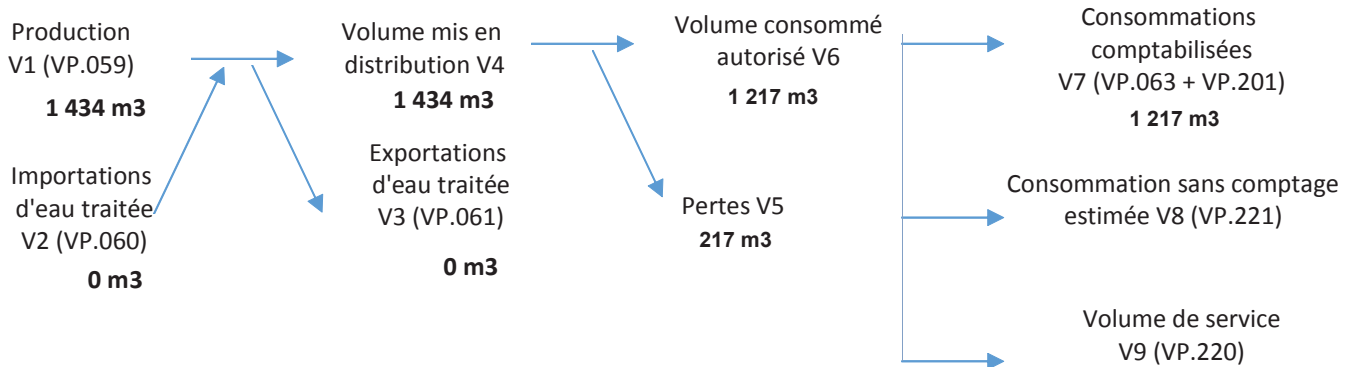 Production
V1 (VP.059)
1 434 m3
Importations
d'eau traitée
V2 (VP.060)
0 m3
Volume mis en
distribution V4
1 434 m3
Exportations
d'eau traitée
V3 (VP.061)
0 m3
Volume consommé
autorisé V6
1 217 m3
Pertes V5
217 m3
Consommations
comptabilisées
V7 (VP.063 + VP.201)
1 217 m3
Consommation sans comptage
estimée V8 (VP.221)
Volume de service
V9 (VP.220)